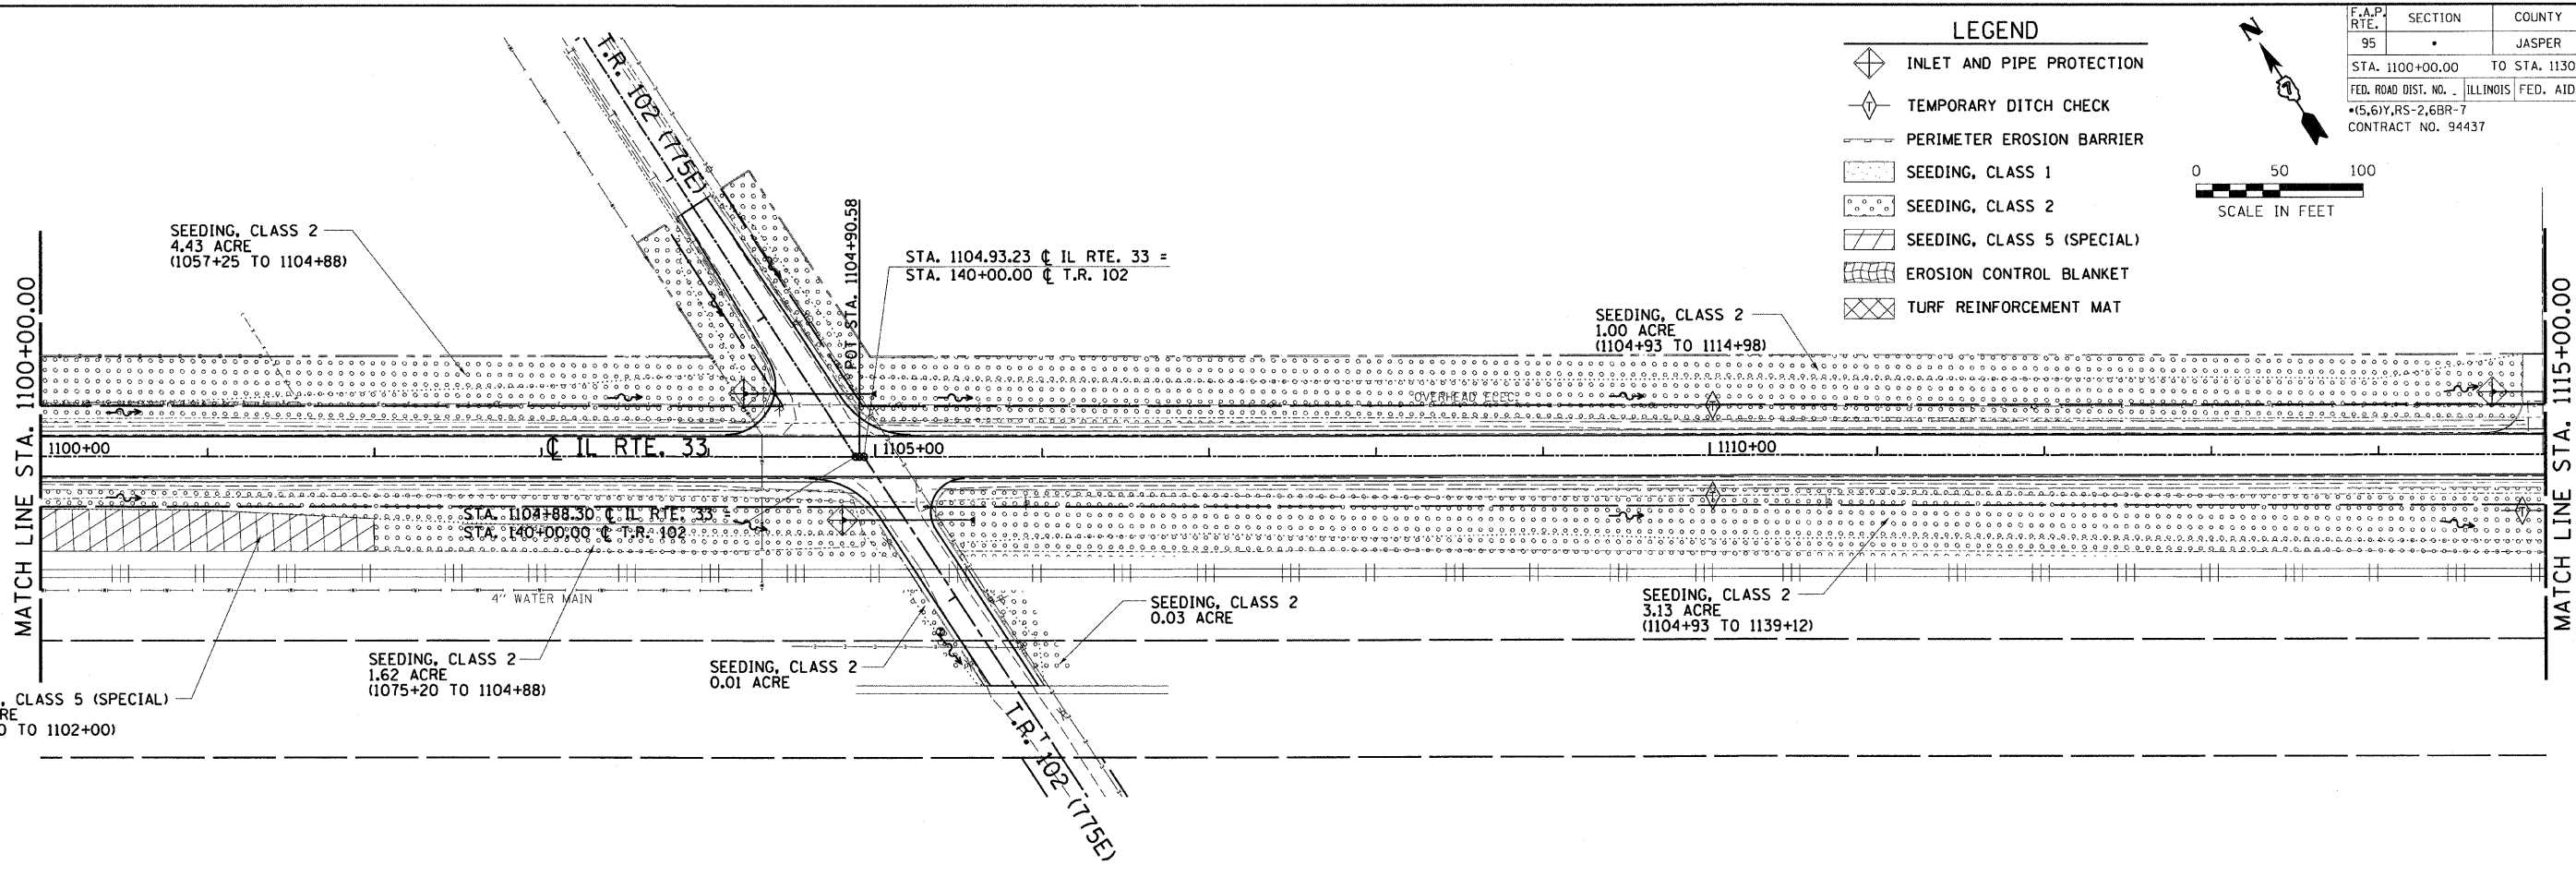 LEGEND
INLET AND PIPE PROTECTION
T TEMPORARY DITCH CHECK
PERIMETER EROSION BARRIER
SEEDING, CLASS 1
SEEDING, CLASS 2
SEEDING, CLASS 5 (SPECIAL)
EROSION CONTROL BLANKET
TURF REINFORCEMENT MAT
N
0 50 100
SCALE IN FEET
F.A.P. RTE. SECTION COUNTY
95 • JASPER
STA. 1100+00.00 TO STA. 1130
FED. ROAD DIST. NO. _ ILLINOIS FED. AID
•(5,6)Y,RS-2,6BR-7
CONTRACT NO. 94437
T.R. 102 (775E)
SEEDING, CLASS 2
4.43 ACRE
(1057+25 TO 1104+88)
POT STA. 1104+90.58
STA. 1104.93.23 ℄ IL RTE. 33 =
STA. 140+00.00 ℄ T.R. 102
SEEDING, CLASS 2
1.00 ACRE
(1104+93 TO 1114+98)
MATCH LINE STA. 1100+00.00
MATCH LINE STA. 1115+00.00
OVERHEAD ELEC.
T
1100+00
℄ IL RTE. 33
1105+00
1110+00
T
T
STA. 1104+88.30 ℄ IL RTE. 33 =
STA. 140+00.00 ℄ T.R. 102
4" WATER MAIN
SEEDING, CLASS 2
0.03 ACRE
SEEDING, CLASS 2
3.13 ACRE
(1104+93 TO 1139+12)
SEEDING, CLASS 2
1.62 ACRE
(1075+20 TO 1104+88)
SEEDING, CLASS 2
0.01 ACRE
, CLASS 5 (SPECIAL)
RE
0 TO 1102+00)
T.R. 102 (775E)